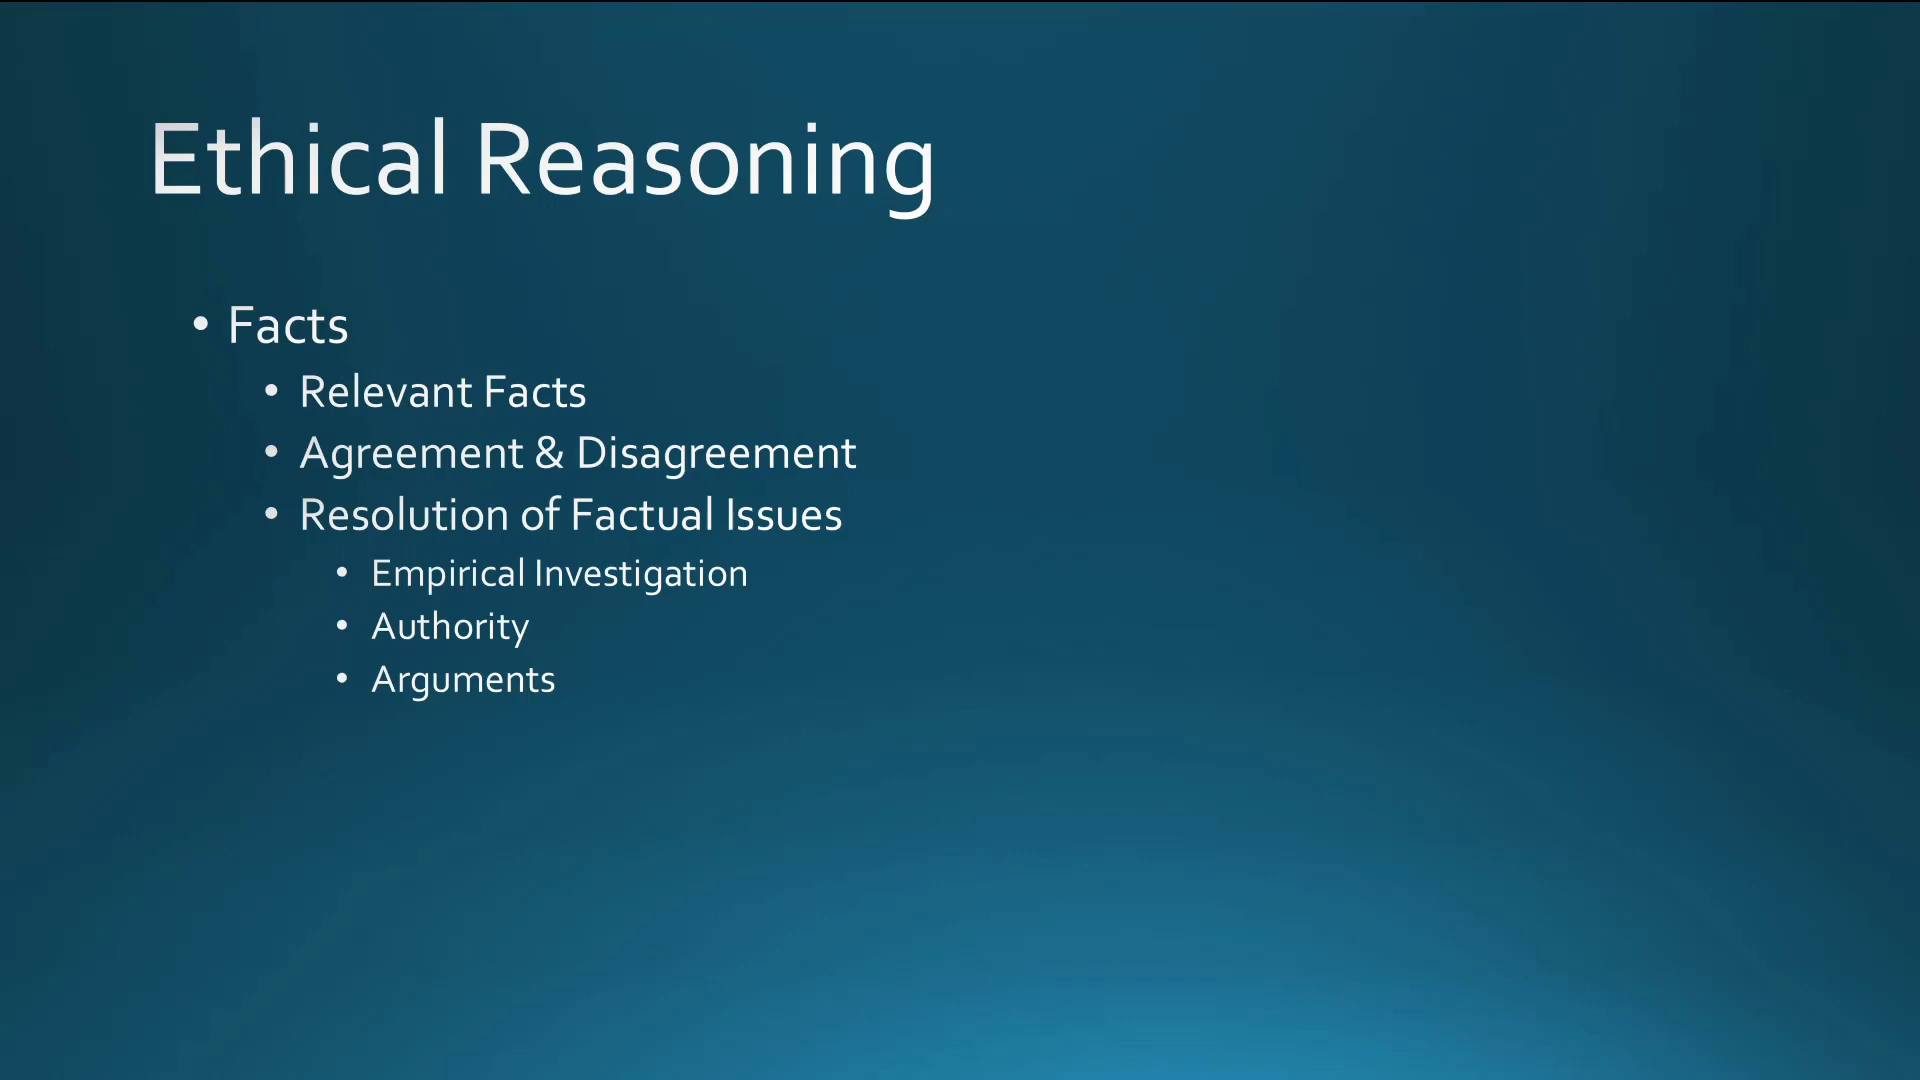 Ethical Reasoning
• Facts
• Relevant Facts
• Agreement & Disagreement
• Resolution of Factual Issues
• Empirical Investigation
• Authority
• Arguments